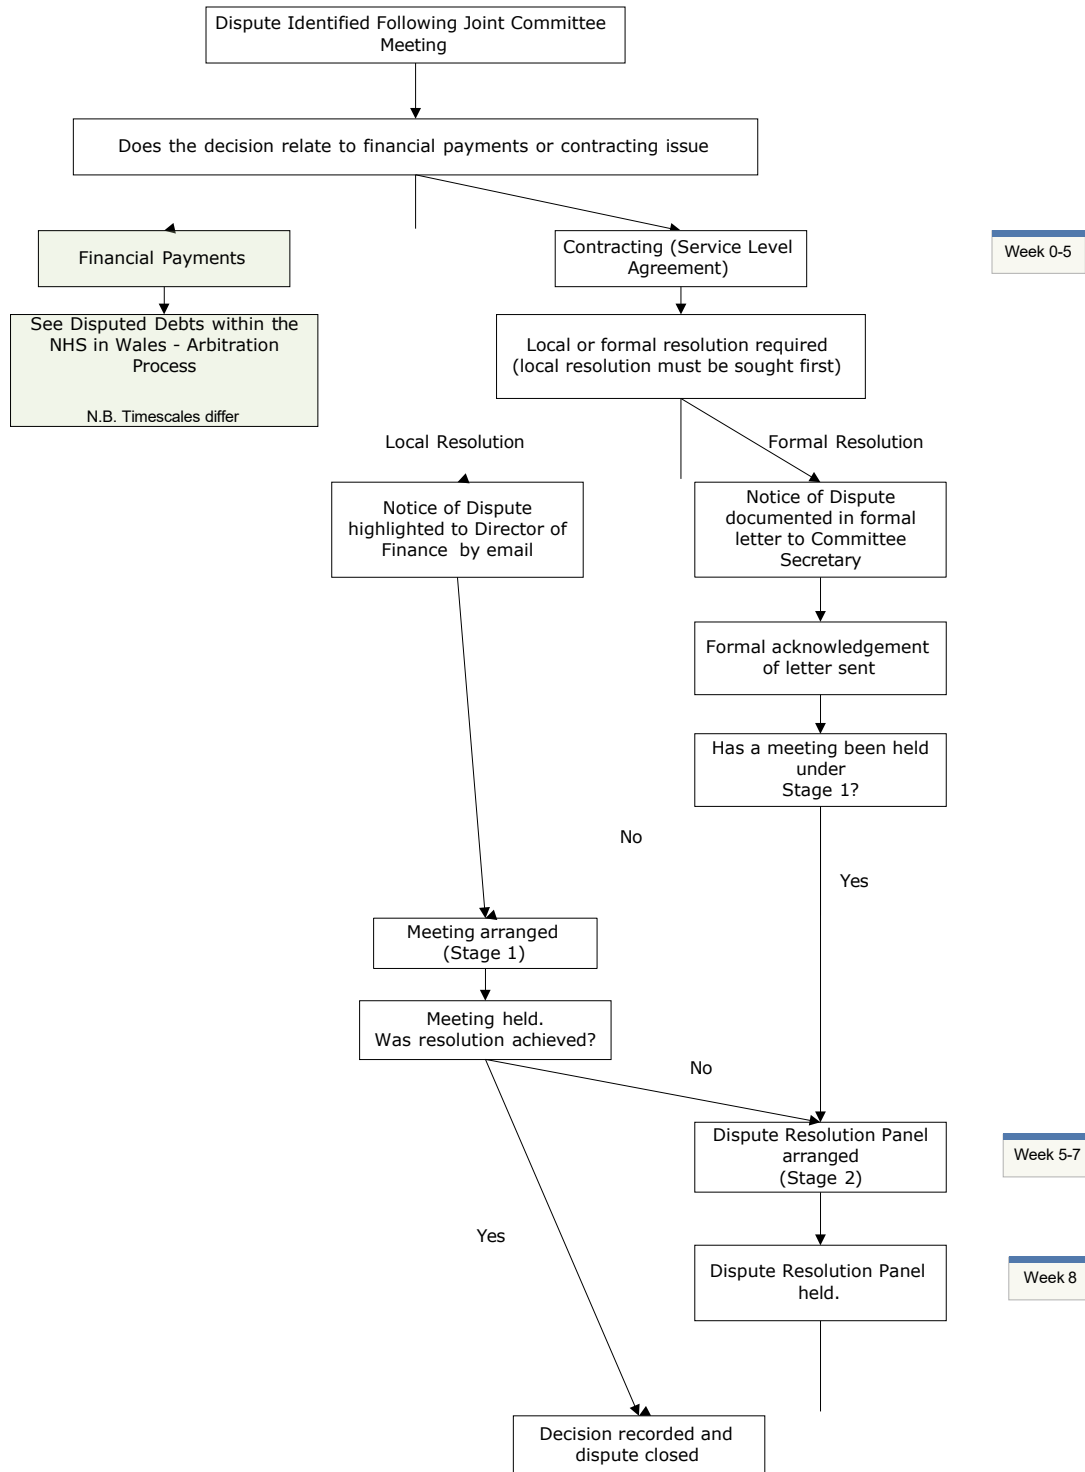 Dispute Identified Following Joint Committee
Meeting
Does the decision relate to financial payments or contracting issue
Financial Payments
Contracting (Service Level
Agreement)
Week 0-5
See Disputed Debts within the
NHS in Wales - Arbitration
Process
N.B. Timescales differ
Local or formal resolution required
(local resolution must be sought first)
Local Resolution
Formal Resolution
Notice of Dispute
highlighted to Director of
Finance by email
Notice of Dispute
documented in formal
letter to Committee
Secretary
Formal acknowledgement
of letter sent
Has a meeting been held
under
Stage 1?
No
Yes
Meeting arranged
(Stage 1)
Meeting held.
Was resolution achieved?
No
Dispute Resolution Panel
arranged
(Stage 2)
Week 5-7
Yes
Dispute Resolution Panel
held.
Week 8
Decision recorded and
dispute closed